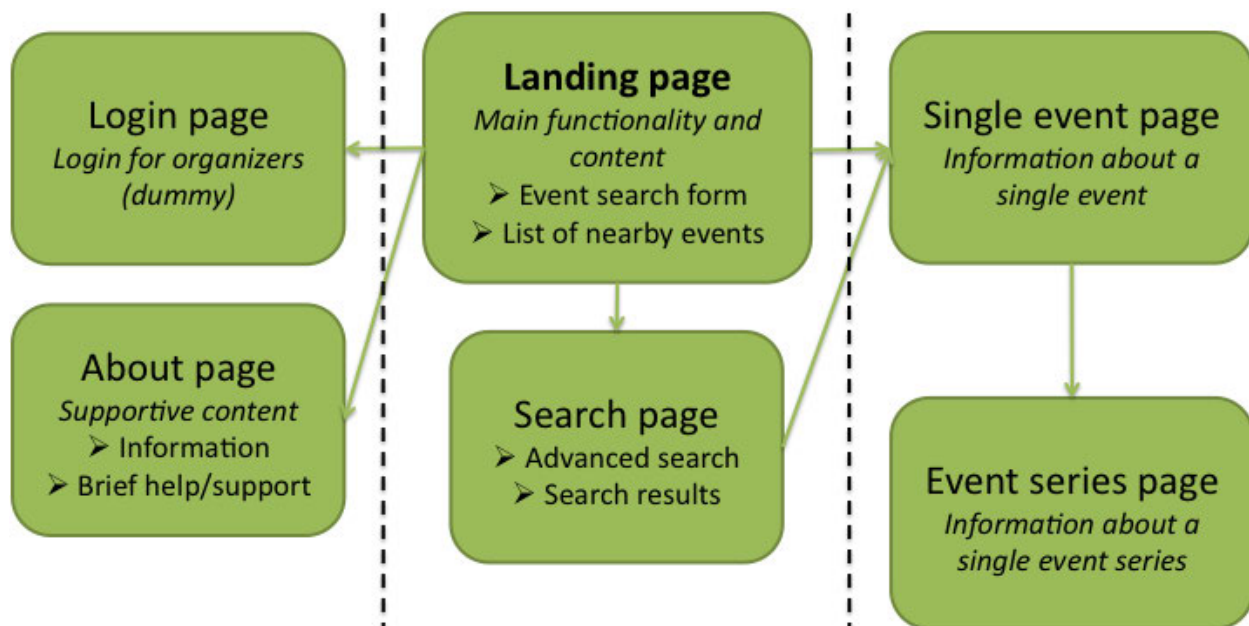 Login page
Login for organizers
(dummy)
About page
Supportive content
➢ Information
➢ Brief help/support
Landing page
Main functionality and
content
➢ Event search form
➢ List of nearby events
Search page
➢ Advanced search
➢ Search results
Single event page
Information about a
single event
Event series page
Information about a
single event series